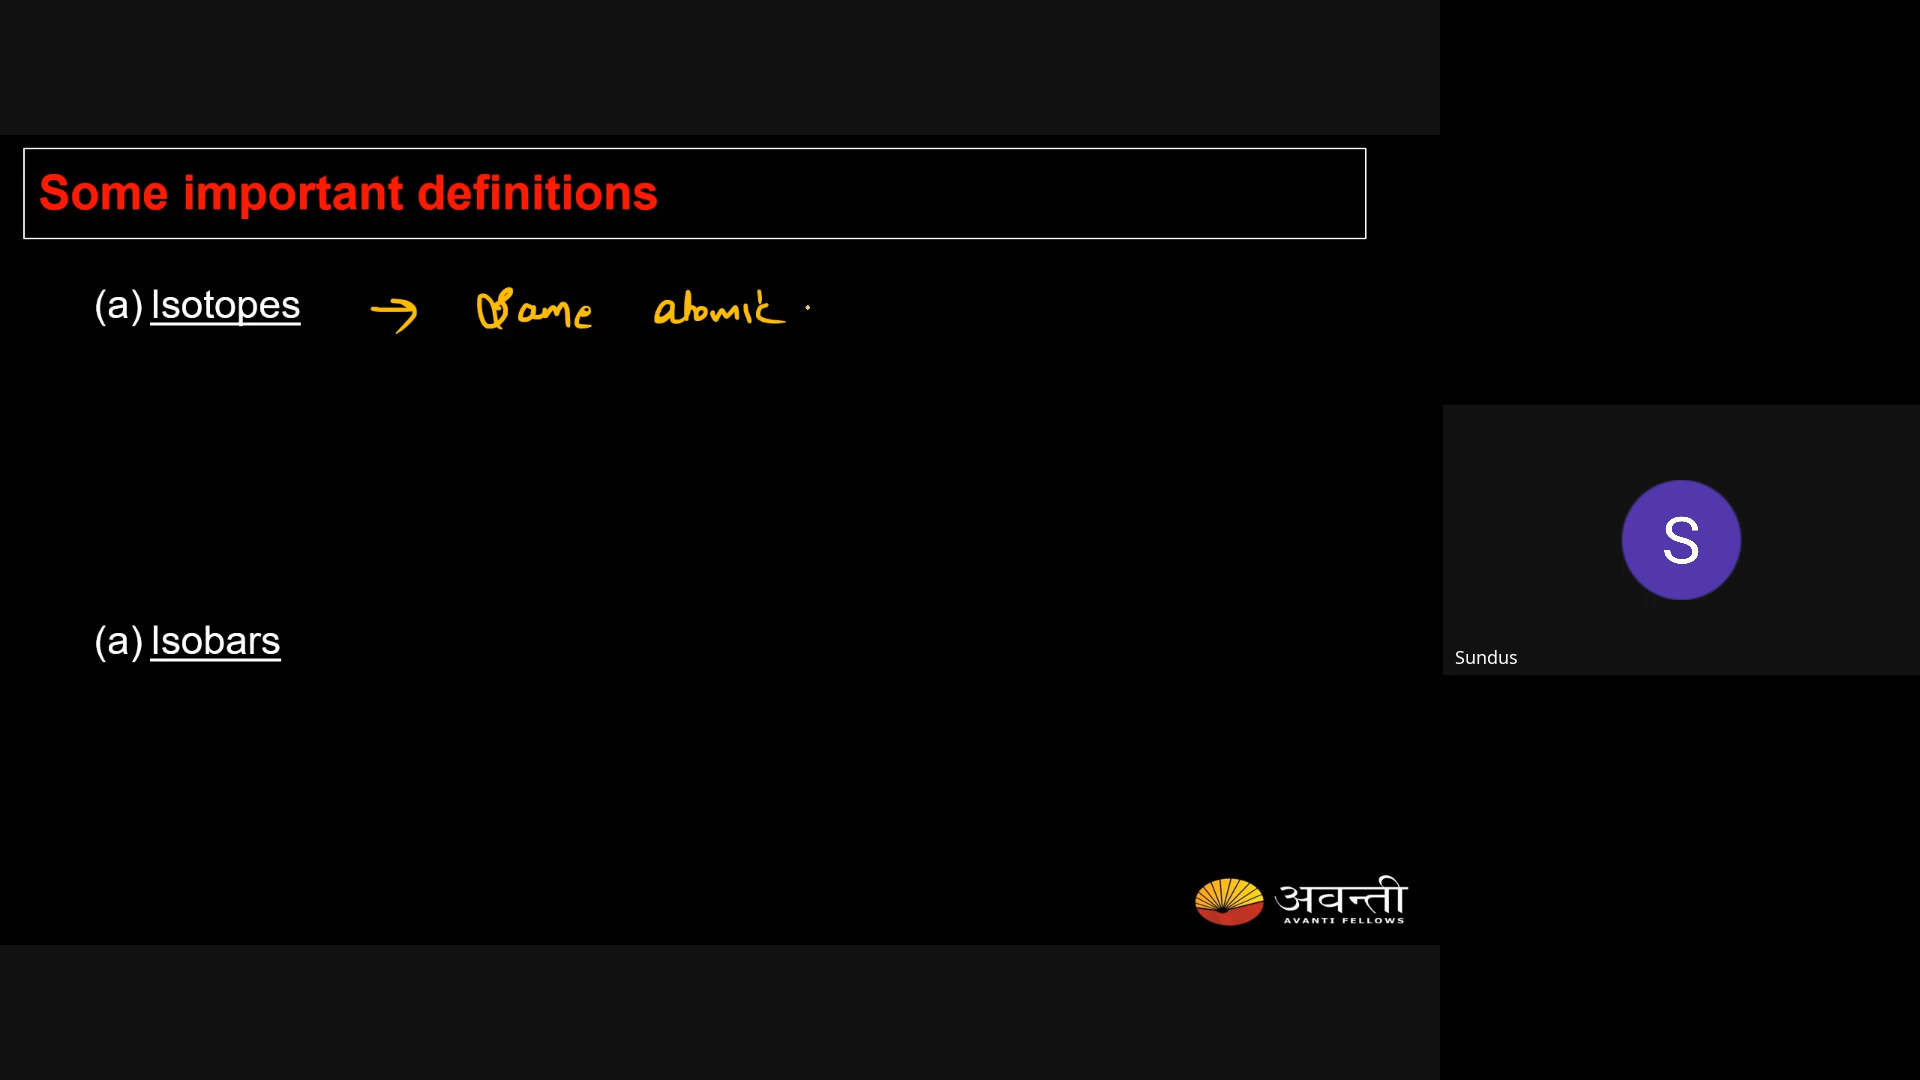 Some important definitions
(a) Isotopes → Same atomic
(a) Isobars
S
Sundus
अवन्ती
AVANTI FELLOWS